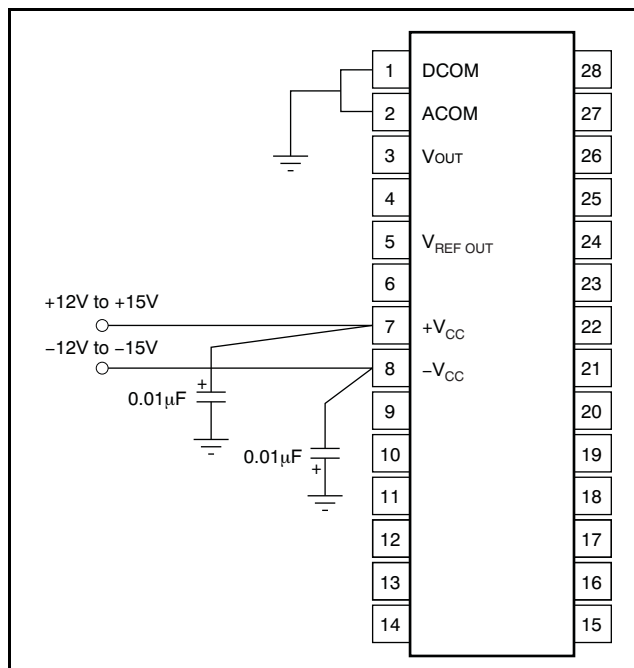 1 DCOM 28
2 ACOM 27
3 VOUT 26
4 25
5 VREF OUT 24
6 23
+12V to +15V
7 +VCC 22
−12V to −15V
8 −VCC 21
+
0.01μF
9 20
0.01μF
+
10 19
11 18
12 17
13 16
14 15